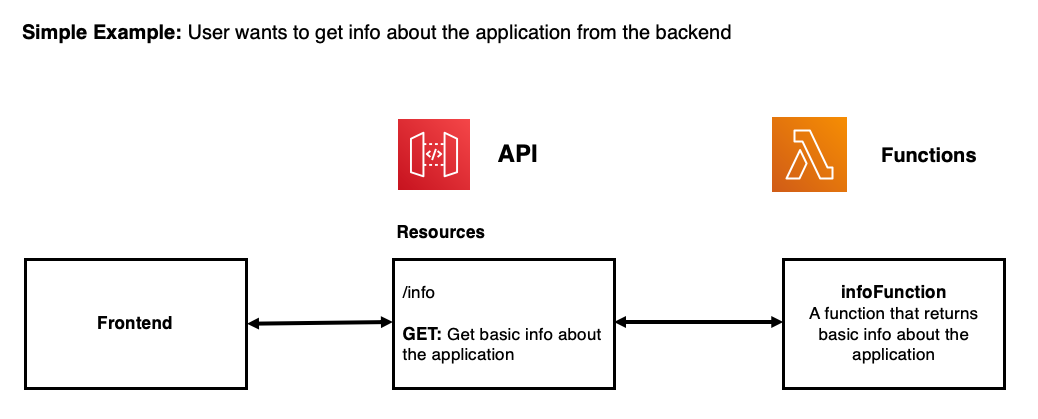 Simple Example: User wants to get info about the application from the backend
API
Functions
Resources
Frontend
/info
GET: Get basic info about
the application
infoFunction
A function that returns
basic info about the
application